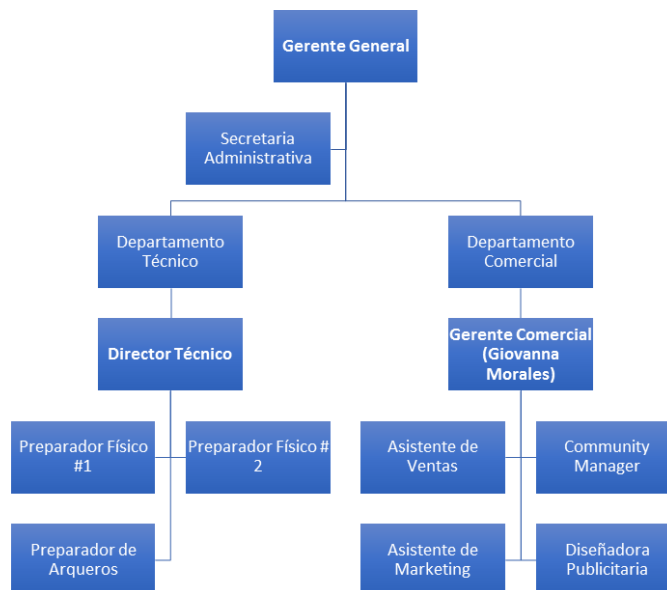 Gerente General
Secretaria
Administrativa
Departamento
Técnico
Departamento
Comercial
Director Técnico
Gerente Comercial
(Giovanna
Morales)
Preparador Físico
#1
Preparador Físico #
2
Asistente de
Ventas
Community
Manager
Preparador de
Arqueros
Asistente de
Marketing
Diseñadora
Publicitaria